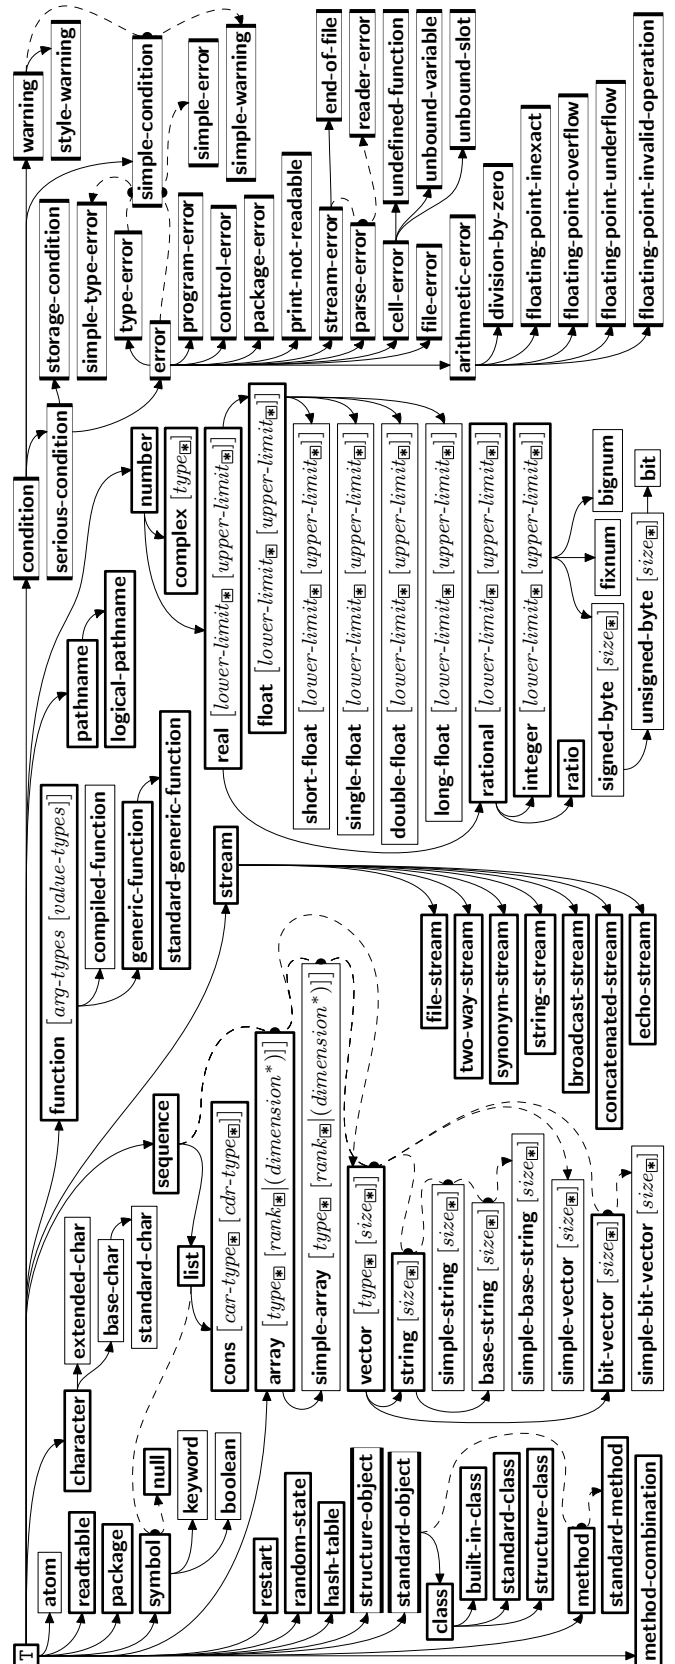 T
atom
readtable
package
symbol
null
keyword
boolean
restart
random-state
hash-table
structure-object
standard-object
class
built-in-class
standard-class
structure-class
method
standard-method
method-combination
character
extended-char
base-char
standard-char
sequence
list
cons [car-type* [cdr-type*]]
array [type* [rank*|(dimension*)]]
simple-array [type* [rank*|(dimension*)]]
vector [type* [size*]]
string [size*]
simple-string [size*]
base-string [size*]
simple-base-string [size*]
simple-vector [size*]
bit-vector [size*]
simple-bit-vector [size*]
function [arg-types [value-types]]
compiled-function
generic-function
standard-generic-function
stream
file-stream
two-way-stream
synonym-stream
string-stream
broadcast-stream
concatenated-stream
echo-stream
pathname
logical-pathname
number
complex [type*]
real [lower-limit* [upper-limit*]]
float [lower-limit* [upper-limit*]]
short-float [lower-limit* [upper-limit*]]
single-float [lower-limit* [upper-limit*]]
double-float [lower-limit* [upper-limit*]]
long-float [lower-limit* [upper-limit*]]
rational [lower-limit* [upper-limit*]]
integer [lower-limit* [upper-limit*]]
ratio
signed-byte [size*]
fixnum
bignum
unsigned-byte [size*]
bit
condition
serious-condition
storage-condition
simple-type-error
type-error
error
program-error
control-error
package-error
print-not-readable
stream-error
parse-error
cell-error
file-error
arithmetic-error
division-by-zero
floating-point-inexact
floating-point-overflow
floating-point-underflow
floating-point-invalid-operation
warning
style-warning
simple-condition
simple-error
simple-warning
end-of-file
reader-error
undefined-function
unbound-variable
unbound-slot